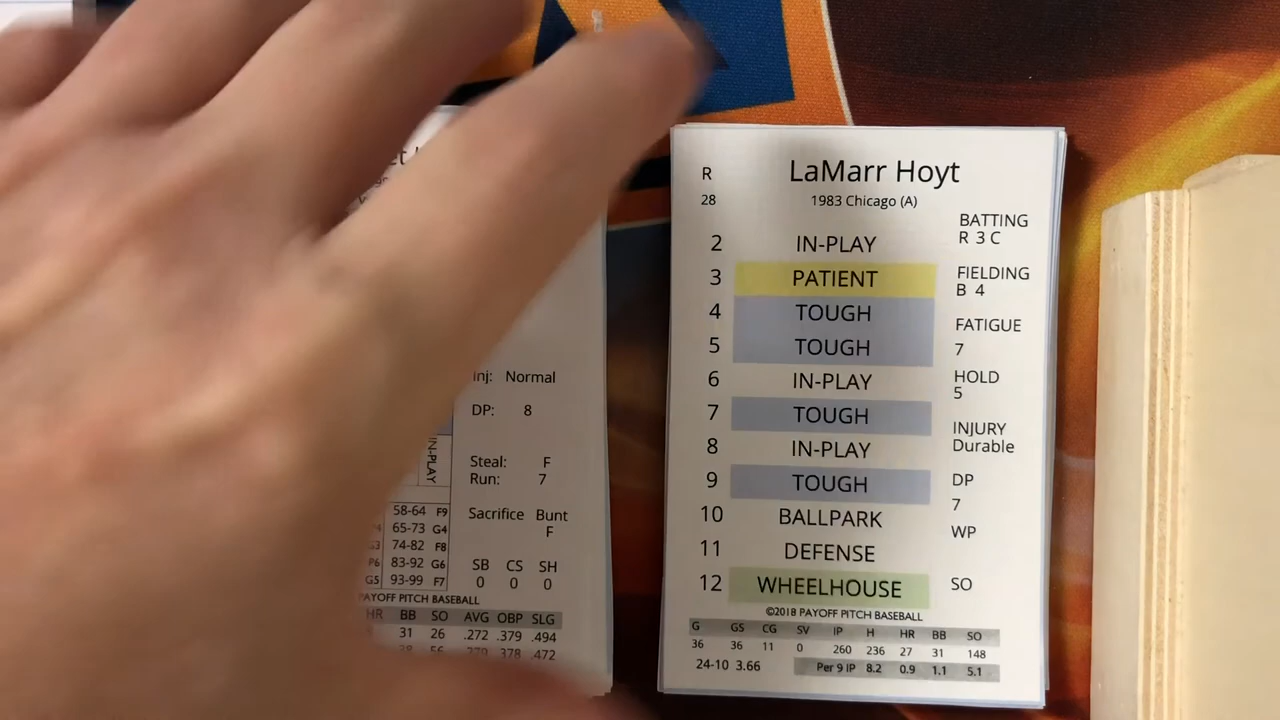 Inj: Normal
DP: 8
IN-PLAY
Steal: F
Run: 7
Sacrifice Bunt
F
58-64 F9
65-73 G4
74-82 F8
83-92 G6
G5 93-99 F7
SB CS SH
0 0 0
PAYOFF PITCH BASEBALL
HR BB SO AVG OBP SLG
31 26 .272 .379 .494
.378 .472
R
28
LaMarr Hoyt
1983 Chicago (A)
2 IN-PLAY
3 PATIENT
4 TOUGH
5 TOUGH
6 IN-PLAY
7 TOUGH
8 IN-PLAY
9 TOUGH
10 BALLPARK
11 DEFENSE
12 WHEELHOUSE
BATTING
R 3 C
FIELDING
B 4
FATIGUE
7
HOLD
5
INJURY
Durable
DP
7
WP
SO
©2018 PAYOFF PITCH BASEBALL
G GS CG SV IP H HR BB SO
36 36 11 0 260 236 27 31 148
24-10 3.66 Per 9 IP 8.2 0.9 1.1 5.1